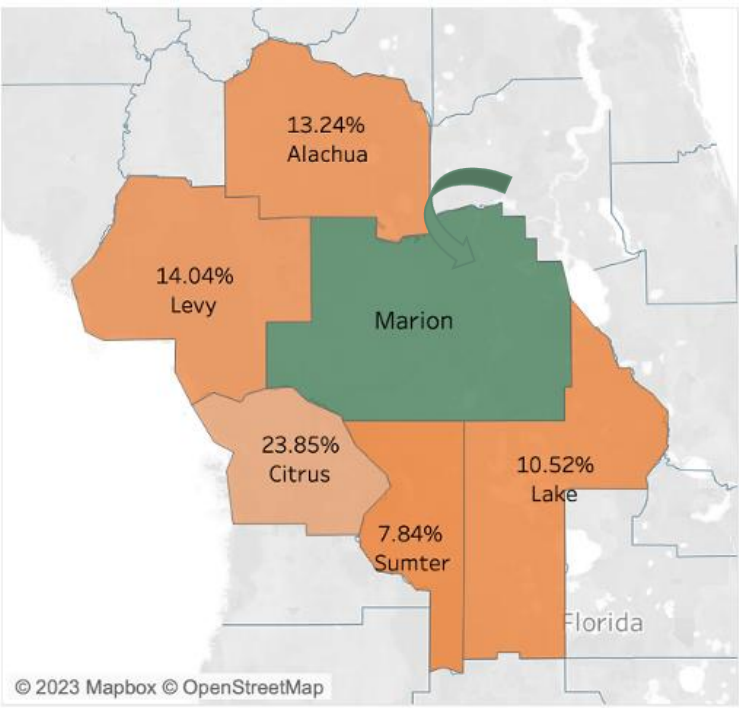 13.24%
Alachua
14.04%
Levy
Marion
23.85%
Citrus
10.52%
Lake
7.84%
Sumter
Florida
© 2023 Mapbox © OpenStreetMap